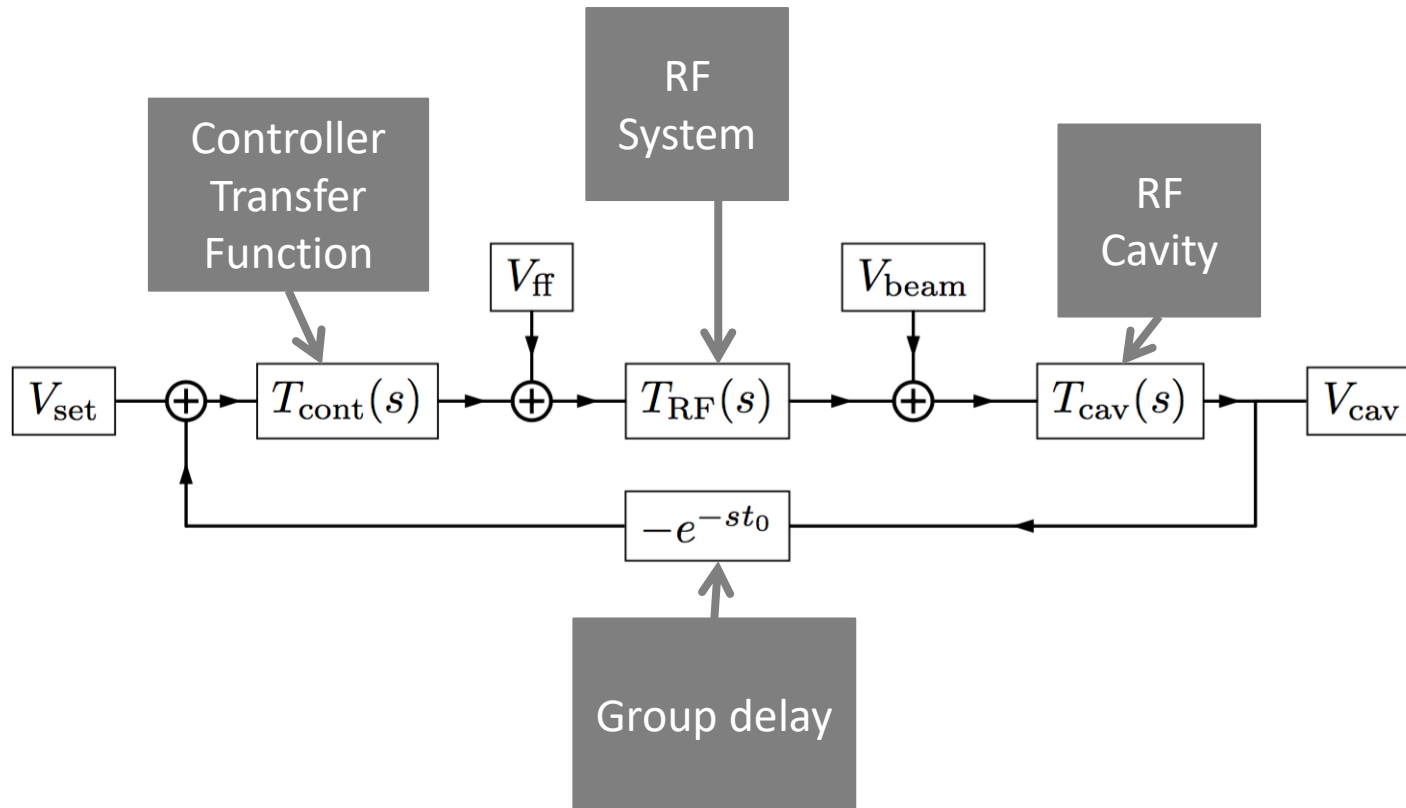 RF
System
Controller
Transfer
Function
RF
Cavity
V_ff
V_beam
V_set
T_cont(s)
T_RF(s)
T_cav(s)
V_cav
−e^{−st_0}
Group delay